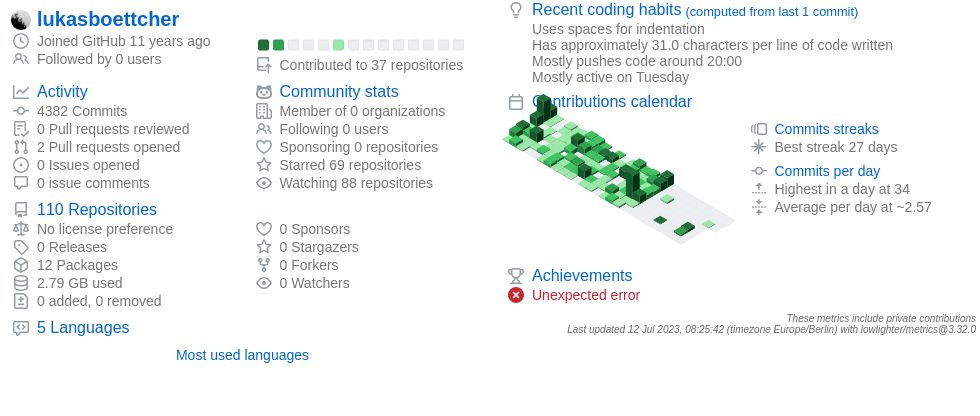 lukasboettcher
Joined GitHub 11 years ago
Followed by 0 users
Contributed to 37 repositories
Activity
4382 Commits
0 Pull requests reviewed
2 Pull requests opened
0 Issues opened
0 issue comments
Community stats
Member of 0 organizations
Following 0 users
Sponsoring 0 repositories
Starred 69 repositories
Watching 88 repositories
110 Repositories
No license preference
0 Releases
12 Packages
2.79 GB used
0 added, 0 removed
0 Sponsors
0 Stargazers
0 Forkers
0 Watchers
5 Languages
Most used languages
Recent coding habits (computed from last 1 commit)
Uses spaces for indentation
Has approximately 31.0 characters per line of code written
Mostly pushes code around 20:00
Mostly active on Tuesday
Contributions calendar
Commits streaks
Best streak 27 days
Commits per day
Highest in a day at 34
Average per day at ~2.57
Achievements
Unexpected error
These metrics include private contributions
Last updated 12 Jul 2023, 08:25:42 (timezone Europe/Berlin) with lowlighter/metrics@3.32.0